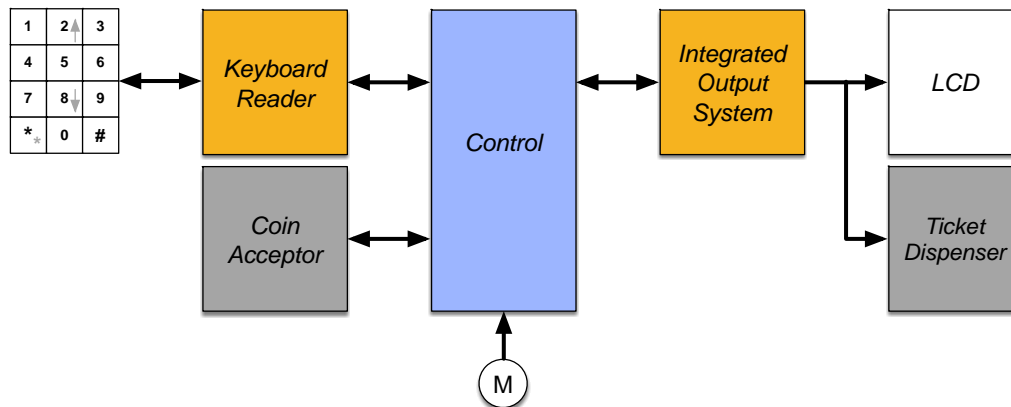 1 2 3
4 5 6
7 8 9
* * 0 #
Keyboard
Reader
Coin
Acceptor
Control
M
Integrated
Output
System
LCD
Ticket
Dispenser